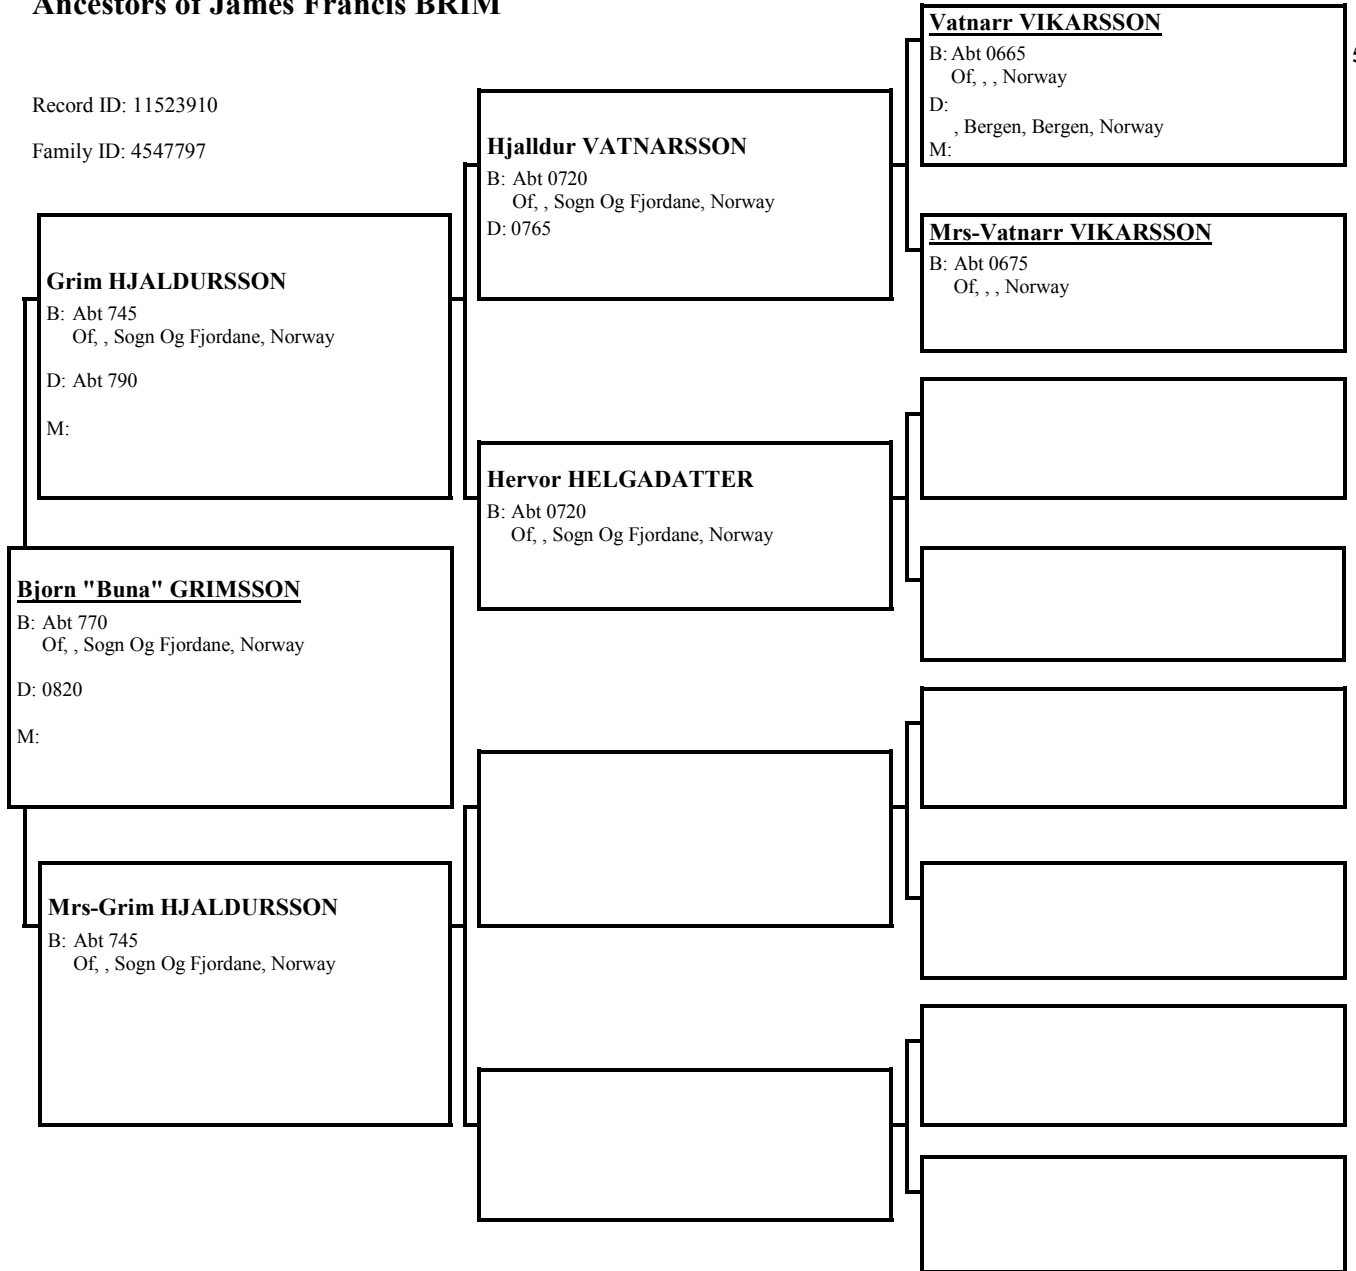 Ancestors of James Francis BRIM
Record ID: 11523910
Family ID: 4547797
Vatnarr VIKARSSON
B: Abt 0665
Of, , , Norway
D:
, Bergen, Bergen, Norway
M:
5
Hjalldur VATNARSSON
B: Abt 0720
Of, , Sogn Og Fjordane, Norway
D: 0765
Mrs-Vatnarr VIKARSSON
B: Abt 0675
Of, , , Norway
Grim HJALDURSSON
B: Abt 745
Of, , Sogn Og Fjordane, Norway
D: Abt 790
M:
Hervor HELGADATTER
B: Abt 0720
Of, , Sogn Og Fjordane, Norway
Bjorn "Buna" GRIMSSON
B: Abt 770
Of, , Sogn Og Fjordane, Norway
D: 0820
M:
Mrs-Grim HJALDURSSON
B: Abt 745
Of, , Sogn Og Fjordane, Norway